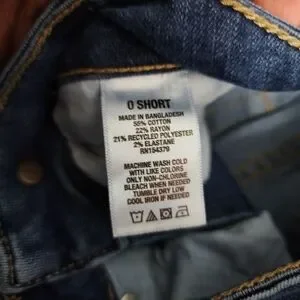 0 SHORT
MADE IN BANGLADESH
55% COTTON
22% RAYON
21% RECYCLED POLYESTER
2% ELASTANE
RN154379
MACHINE WASH COLD
WITH LIKE COLORS
ONLY NON-CHLORINE
BLEACH WHEN NEEDED
TUMBLE DRY LOW
COOL IRON IF NEEDED